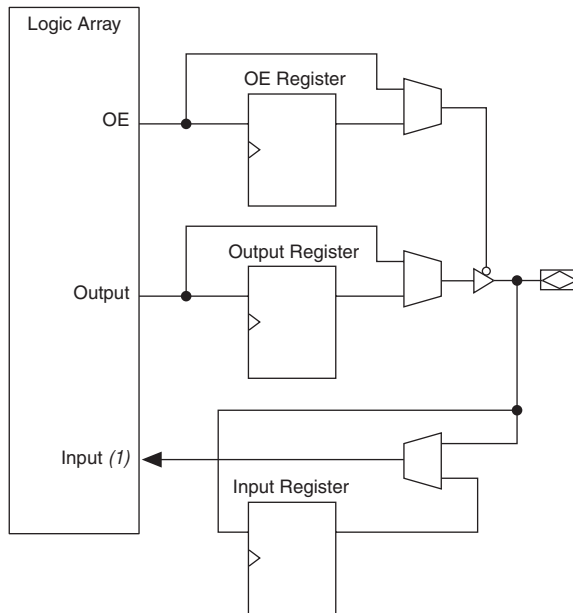 Logic Array
OE Register
OE
Output Register
Output
Input (1)
Input Register